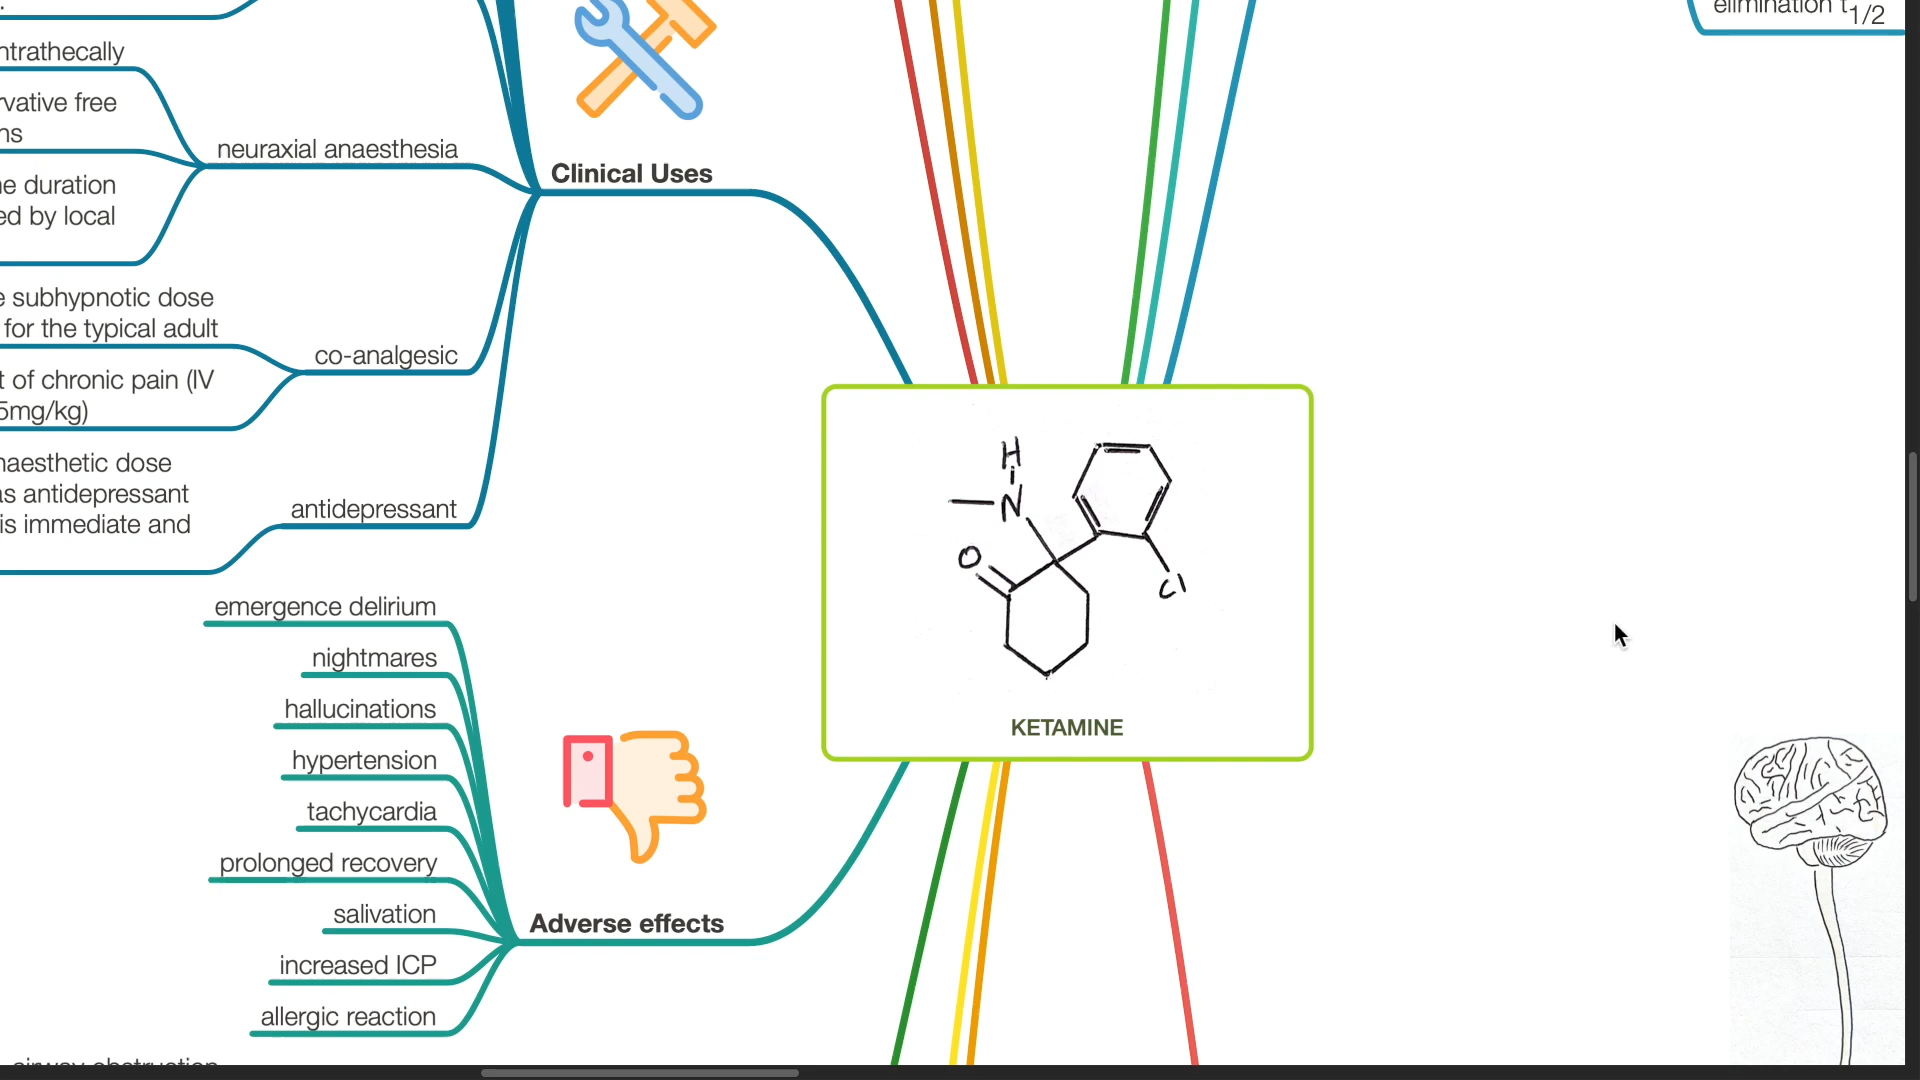 ntrathecally
rvative free
ns
neuraxial anaesthesia
e duration
ed by local
Clinical Uses
e subhypnotic dose
for the typical adult
co-analgesic
t of chronic pain (IV
5mg/kg)
naesthetic dose
as antidepressant
is immediate and
antidepressant
elimination t1/2
H
N
O
Cl
KETAMINE
emergence delirium
nightmares
hallucinations
hypertension
tachycardia
prolonged recovery
salivation
increased ICP
allergic reaction
Adverse effects
airway obstruction